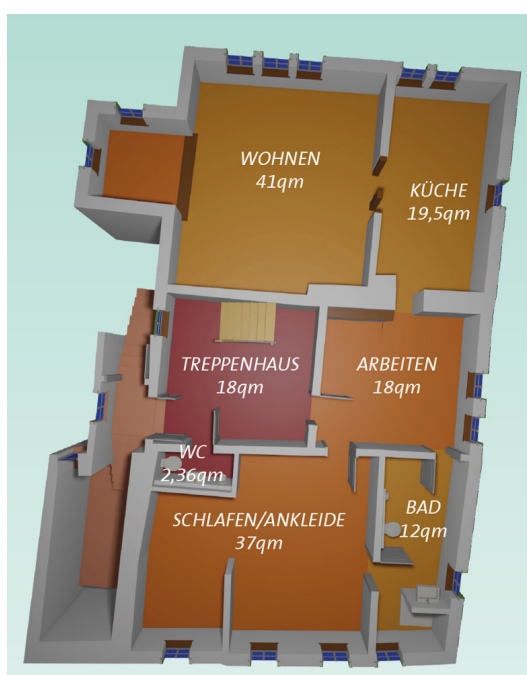 WOHNEN
41qm
KÜCHE
19,5qm
TREPPENHAUS
18qm
ARBEITEN
18qm
WC
2,36qm
SCHLAFEN/ANKLEIDE
37qm
BAD
12qm